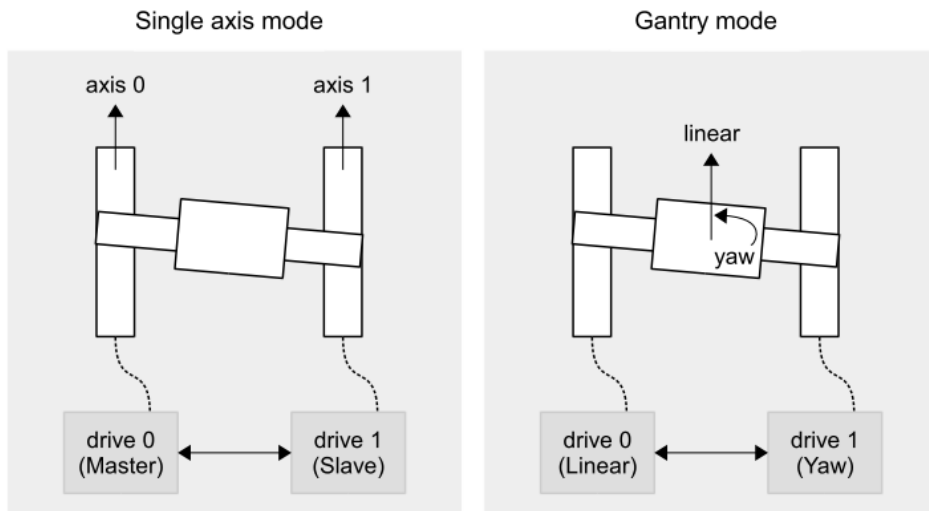 Single axis mode
axis 0
axis 1
drive 0
(Master)
drive 1
(Slave)
Gantry mode
linear
yaw
drive 0
(Linear)
drive 1
(Yaw)